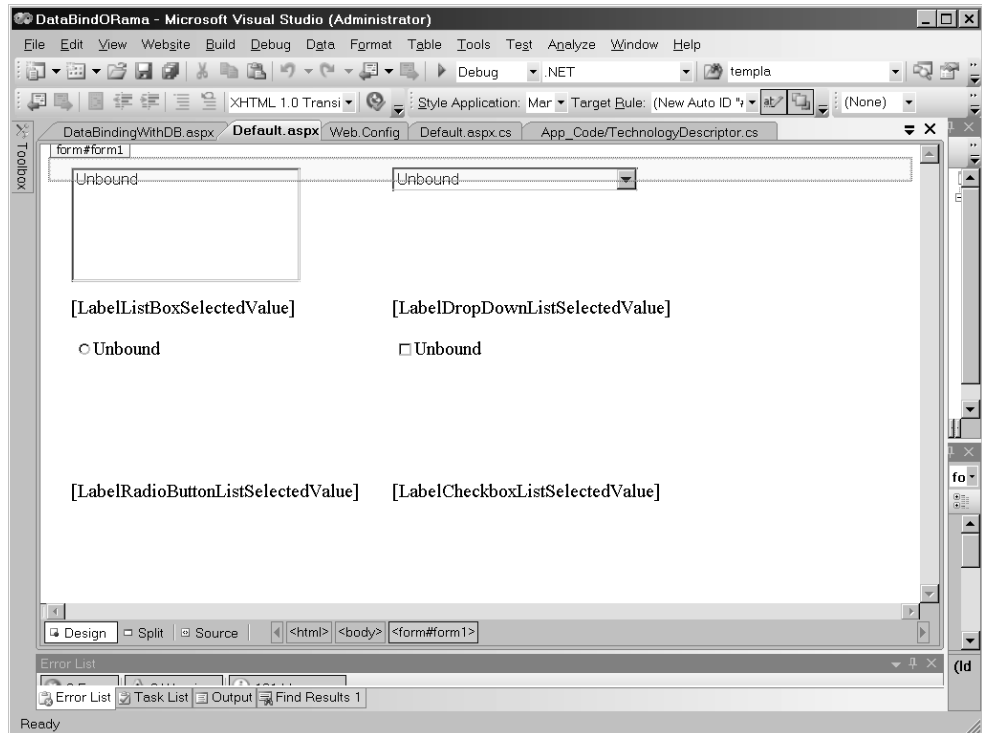 DataBindORama - Microsoft Visual Studio (Administrator)
File Edit View Website Build Debug Data Format Table Tools Test Analyze Window Help
Debug .NET templa
XHTML 1.0 Transi Style Application: Mar Target Rule: (New Auto ID (None)
DataBindingWithDB.aspx Default.aspx Web.Config Default.aspx.cs App_Code/TechnologyDescriptor.cs
Toolbox
form#form1
Unbound Unbound
[LabelListBoxSelectedValue] [LabelDropDownListSelectedValue]
Unbound Unbound
fo
[LabelRadioButtonListSelectedValue] [LabelCheckboxListSelectedValue]
Design Split Source <html> <body> <form#form1>
Error List
(Id
Error List Task List Output Find Results 1
Ready